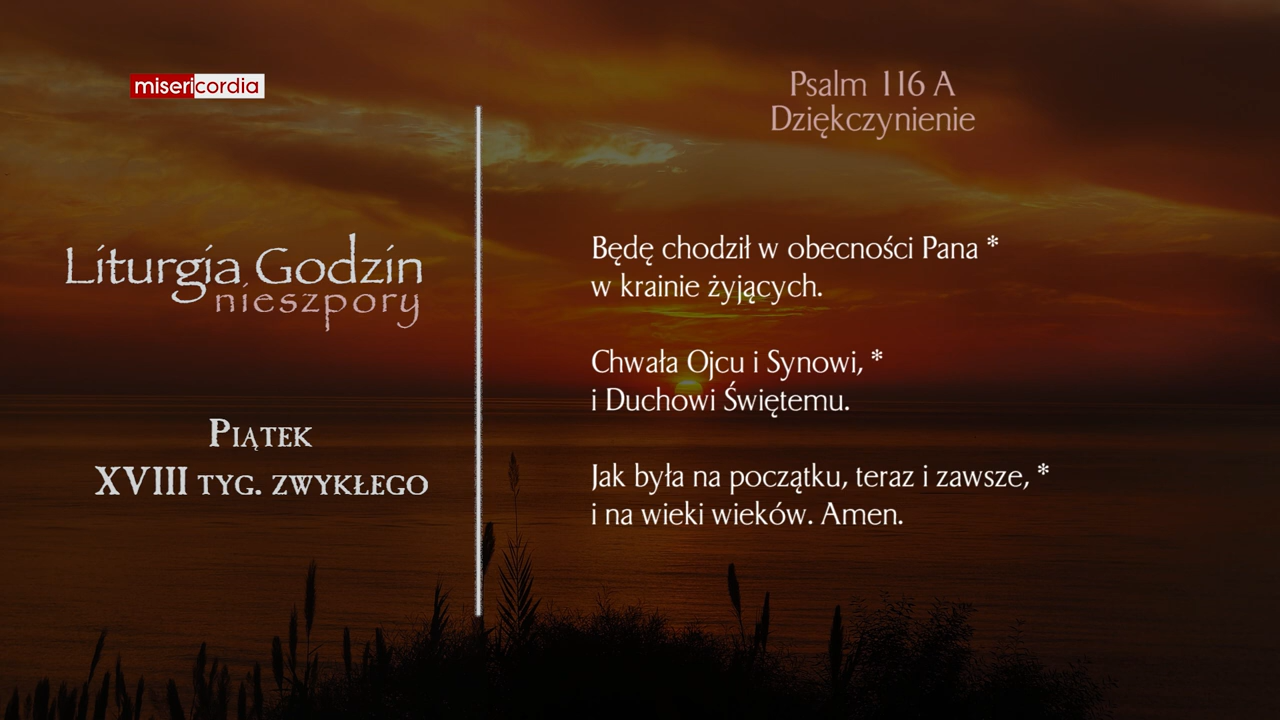 misericordia
Liturgia Godzin
nieszpory
Piątek
XVIII tyg. zwykłego
Psalm 116 A
Dziękczynienie
Będę chodził w obecności Pana *
w krainie żyjących.
Chwała Ojcu i Synowi, *
i Duchowi Świętemu.
Jak była na początku, teraz i zawsze, *
i na wieki wieków. Amen.